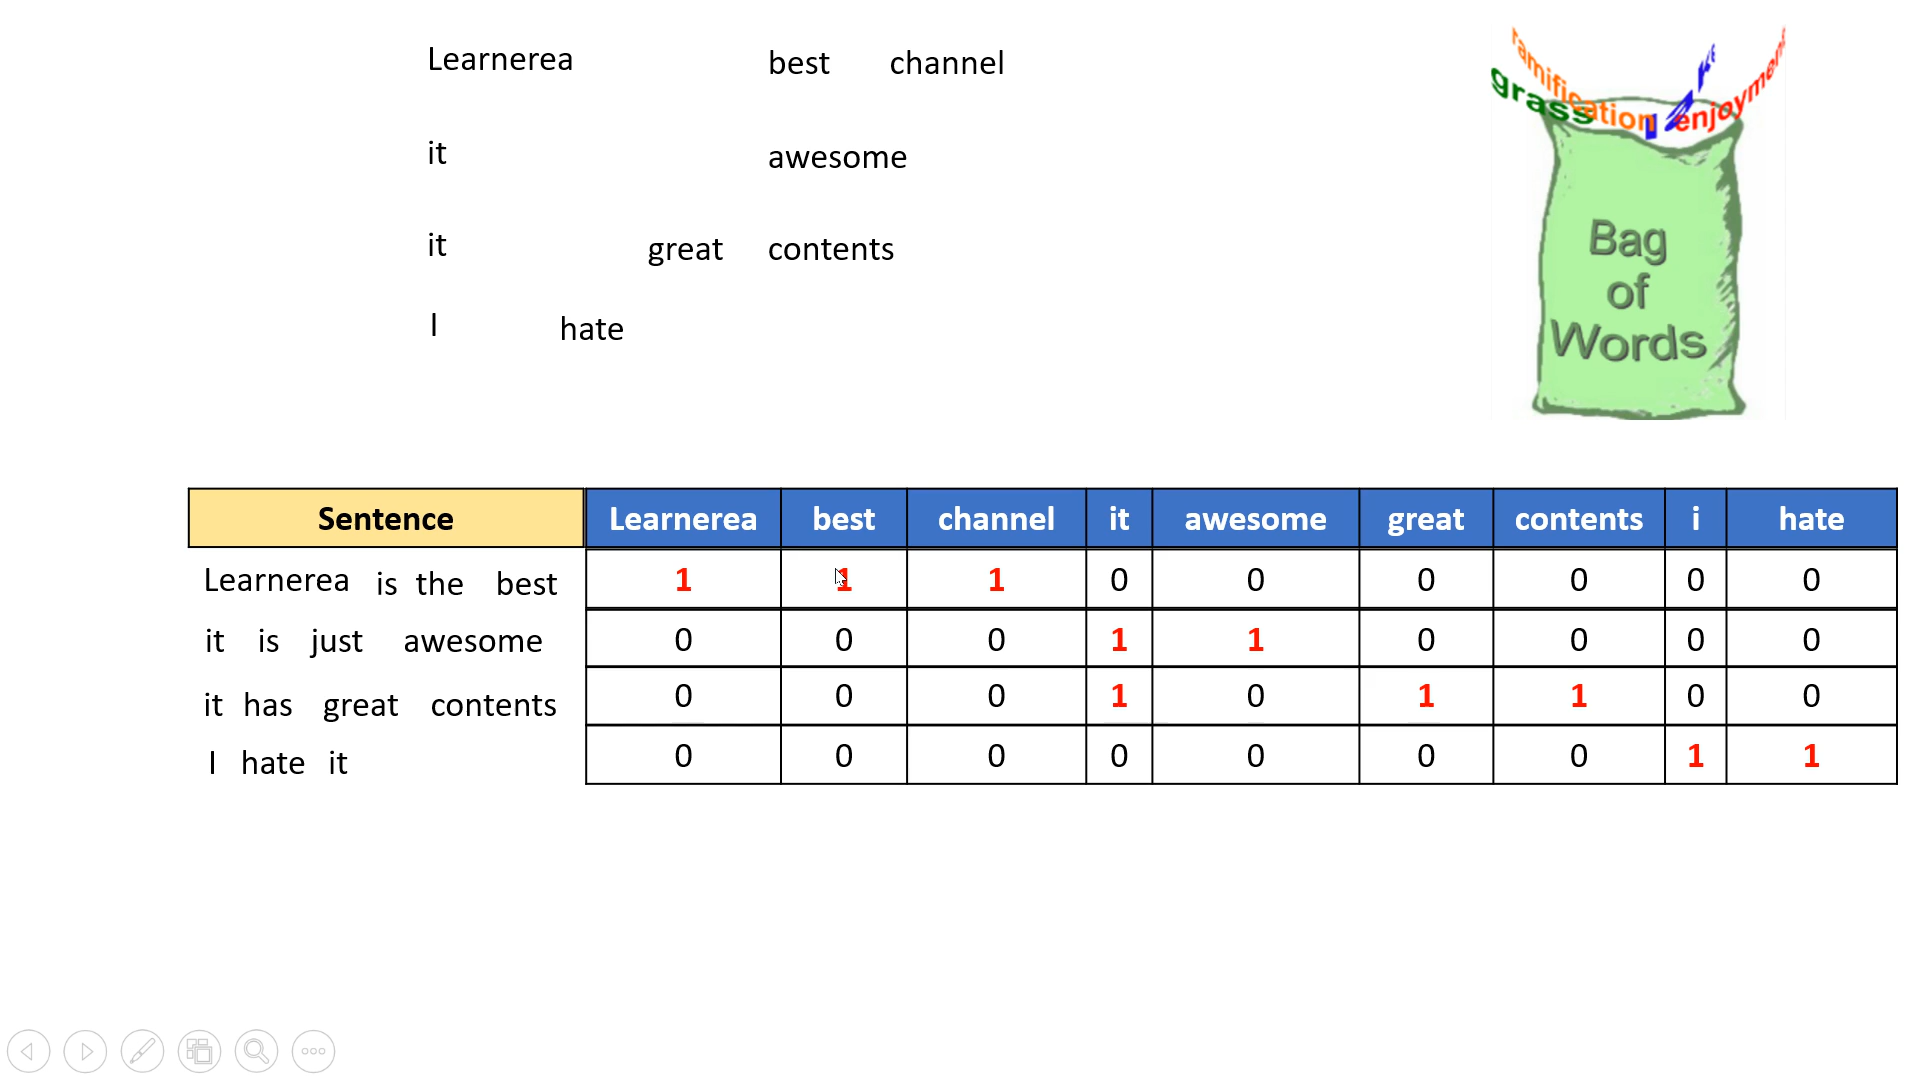 Learnerea best channel
it awesome
it great contents
I hate
grass ramification enjoyment
Bag
of
Words
Sentence Learnerea best channel it awesome great contents i hate
Learnerea is the best 1 1 1 0 0 0 0 0 0
it is just awesome 0 0 0 1 1 0 0 0 0
it has great contents 0 0 0 1 0 1 1 0 0
I hate it 0 0 0 0 0 0 0 1 1